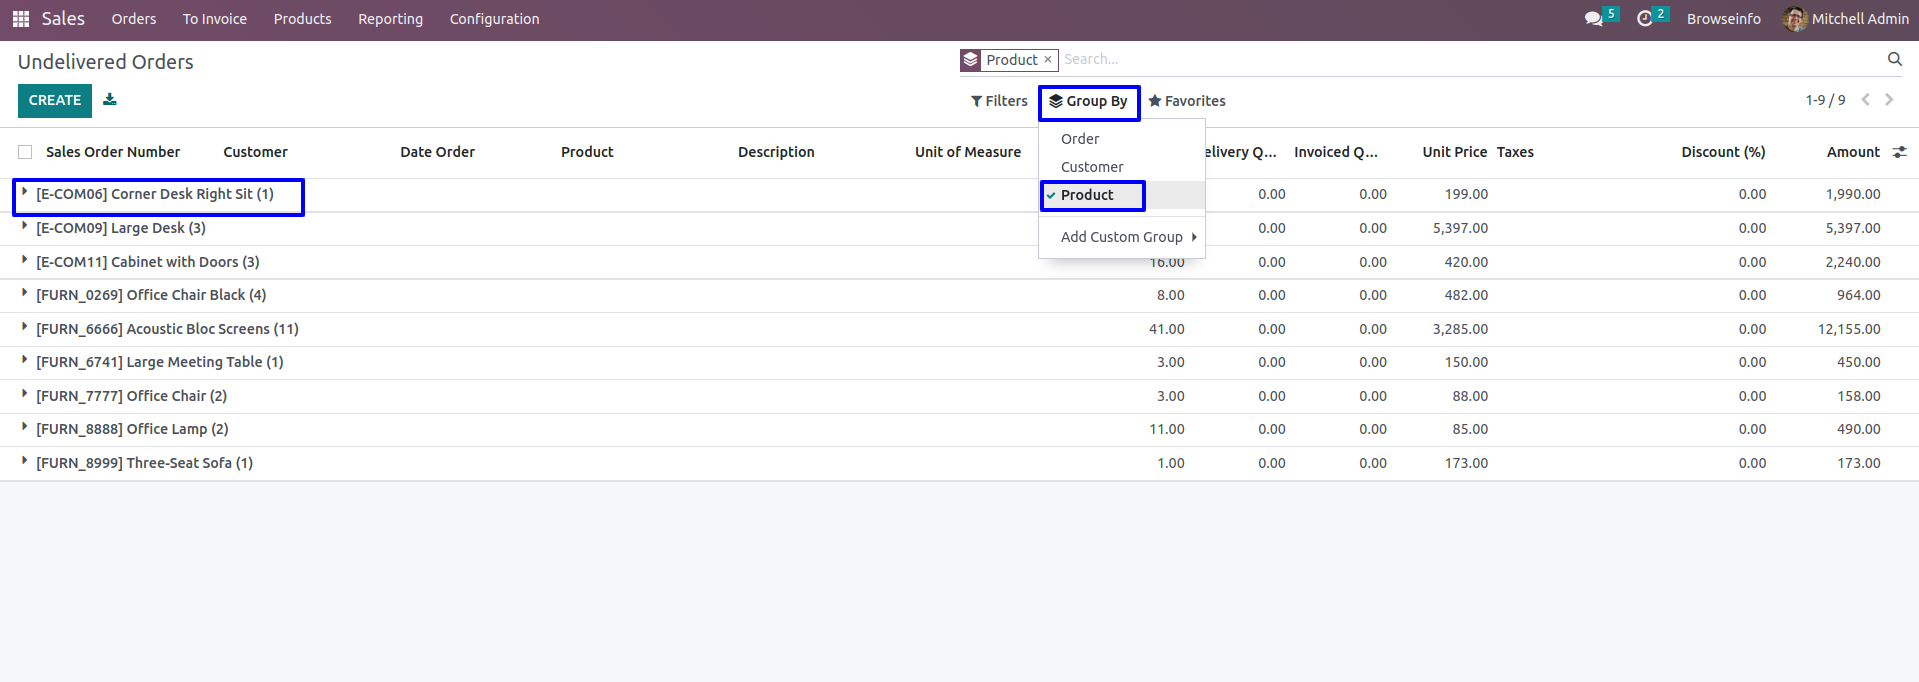 Sales Orders To Invoice Products Reporting Configuration 5 2 Browseinfo Mitchell Admin
Undelivered Orders Product × Search...
CREATE Filters Group By Favorites 1-9 / 9
Order
Customer
Product
Add Custom Group
Sales Order Number Customer Date Order Product Description Unit of Measure elivery Q... Invoiced Q... Unit Price Taxes Discount (%) Amount
[E-COM06] Corner Desk Right Sit (1) 0.00 0.00 199.00 0.00 1,990.00
[E-COM09] Large Desk (3) 0.00 0.00 5,397.00 0.00 5,397.00
[E-COM11] Cabinet with Doors (3) 16.00 0.00 0.00 420.00 0.00 2,240.00
[FURN_0269] Office Chair Black (4) 8.00 0.00 0.00 482.00 0.00 964.00
[FURN_6666] Acoustic Bloc Screens (11) 41.00 0.00 0.00 3,285.00 0.00 12,155.00
[FURN_6741] Large Meeting Table (1) 3.00 0.00 0.00 150.00 0.00 450.00
[FURN_7777] Office Chair (2) 3.00 0.00 0.00 88.00 0.00 158.00
[FURN_8888] Office Lamp (2) 11.00 0.00 0.00 85.00 0.00 490.00
[FURN_8999] Three-Seat Sofa (1) 1.00 0.00 0.00 173.00 0.00 173.00